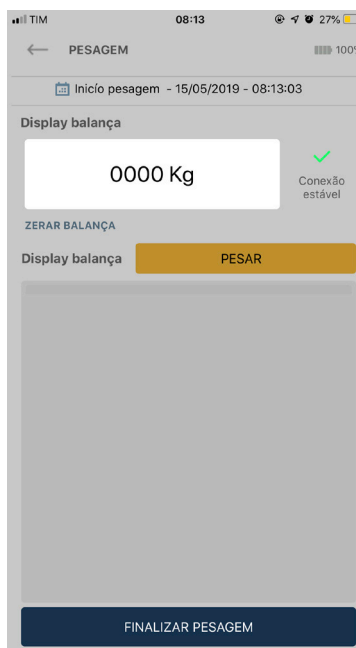 TIM 08:13 27%
PESAGEM 100%
Inicío pesagem - 15/05/2019 - 08:13:03
Display balança
0000 Kg
Conexão
estável
ZERAR BALANÇA
Display balança PESAR
FINALIZAR PESAGEM